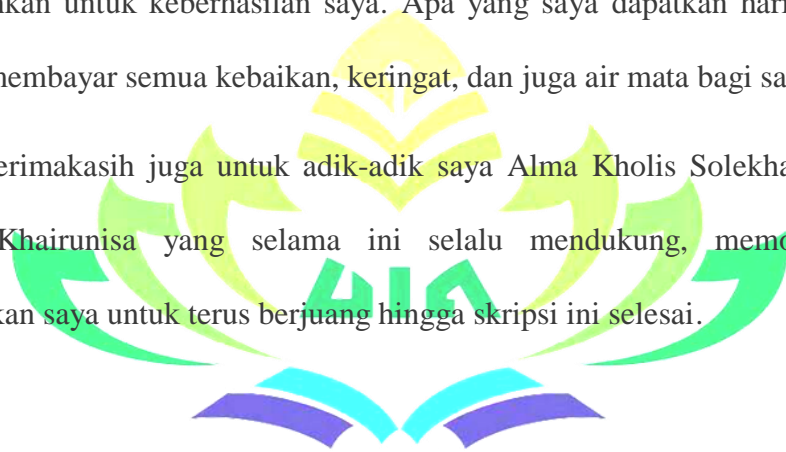 kan untuk keberhasilan saya. Apa yang saya dapatkan hari
membayar semua kebaikan, keringat, dan juga air mata bagi sa
erimakasih juga untuk adik-adik saya Alma Kholis Solekha
Khairunisa yang selama ini selalu mendukung, memo
kan saya untuk terus berjuang hingga skripsi ini selesai.
UIN